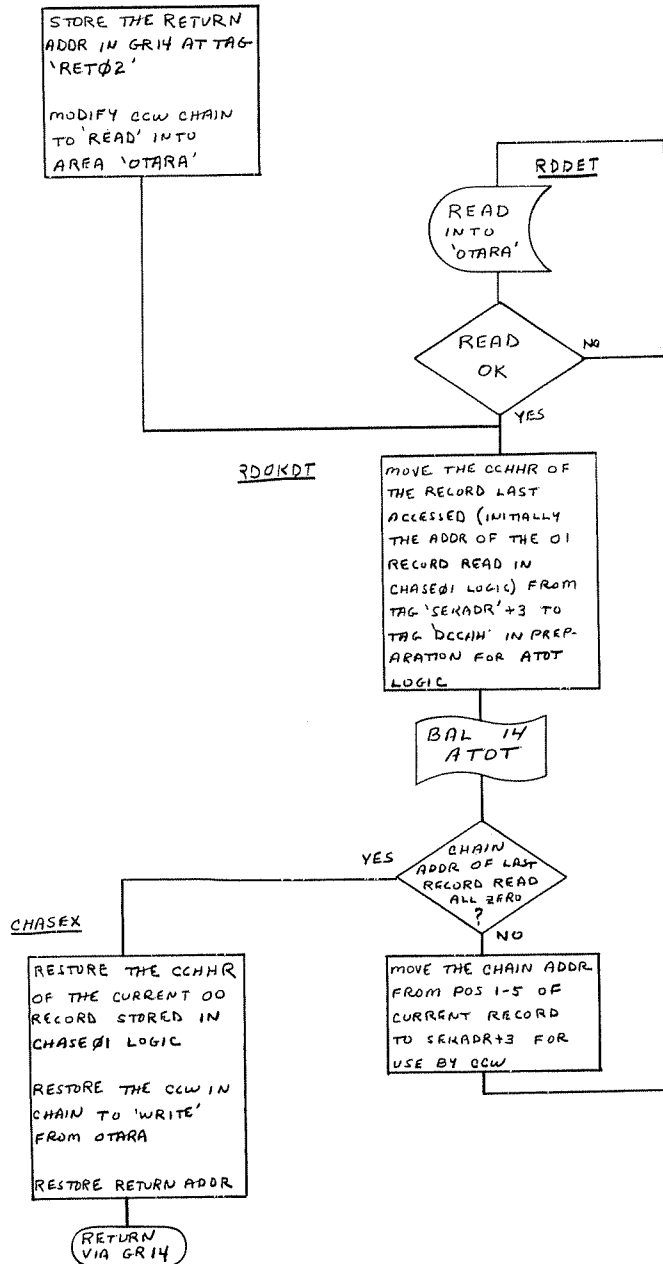 STORE THE RETURN
ADDR IN GR14 AT TAG
'RETØ2'
MODIFY CCW CHAIN
TO 'READ' INTO
AREA 'OTARA'
RDDET
READ
INTO
'OTARA'
READ
OK
NO
YES
RDOKDT
MOVE THE CCHHR OF
THE RECORD LAST
ACCESSED (INITIALLY
THE ADDR OF THE 01
RECORD READ IN
CHASEØ1 LOGIC) FROM
TAG 'SEKADR'+3 TO
TAG 'DCCHH' IN PREP-
ARATION FOR ATOT
LOGIC
BAL 14
ATOT
CHAIN
ADDR OF LAST
RECORD READ
ALL ZERO
?
YES
NO
CHASEX
RESTORE THE CCHHR
OF THE CURRENT 00
RECORD STORED IN
CHASEØ1 LOGIC
RESTORE THE CCW IN
CHAIN TO 'WRITE'
FROM OTARA
RESTORE RETURN ADDR
MOVE THE CHAIN ADDR
FROM POS 1-5 OF
CURRENT RECORD
TO SEKADR+3 FOR
USE BY CCW
RETURN
VIA GR14